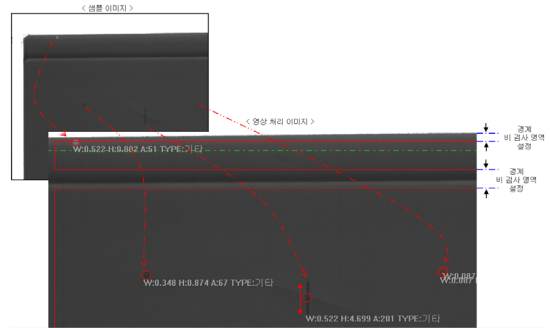 < 샘플 이미지 >
< 영상 처리 이미지 >
경계
비 검사 영역
설정
경계
비 검사 영역
설정
W:0.522 H:0.882 A:51 TYPE:기타
W:0.348 H:0.874 A:67 TYPE:기타
W:0.522 H:4.699 A:201 TYPE:기타
W:0.087